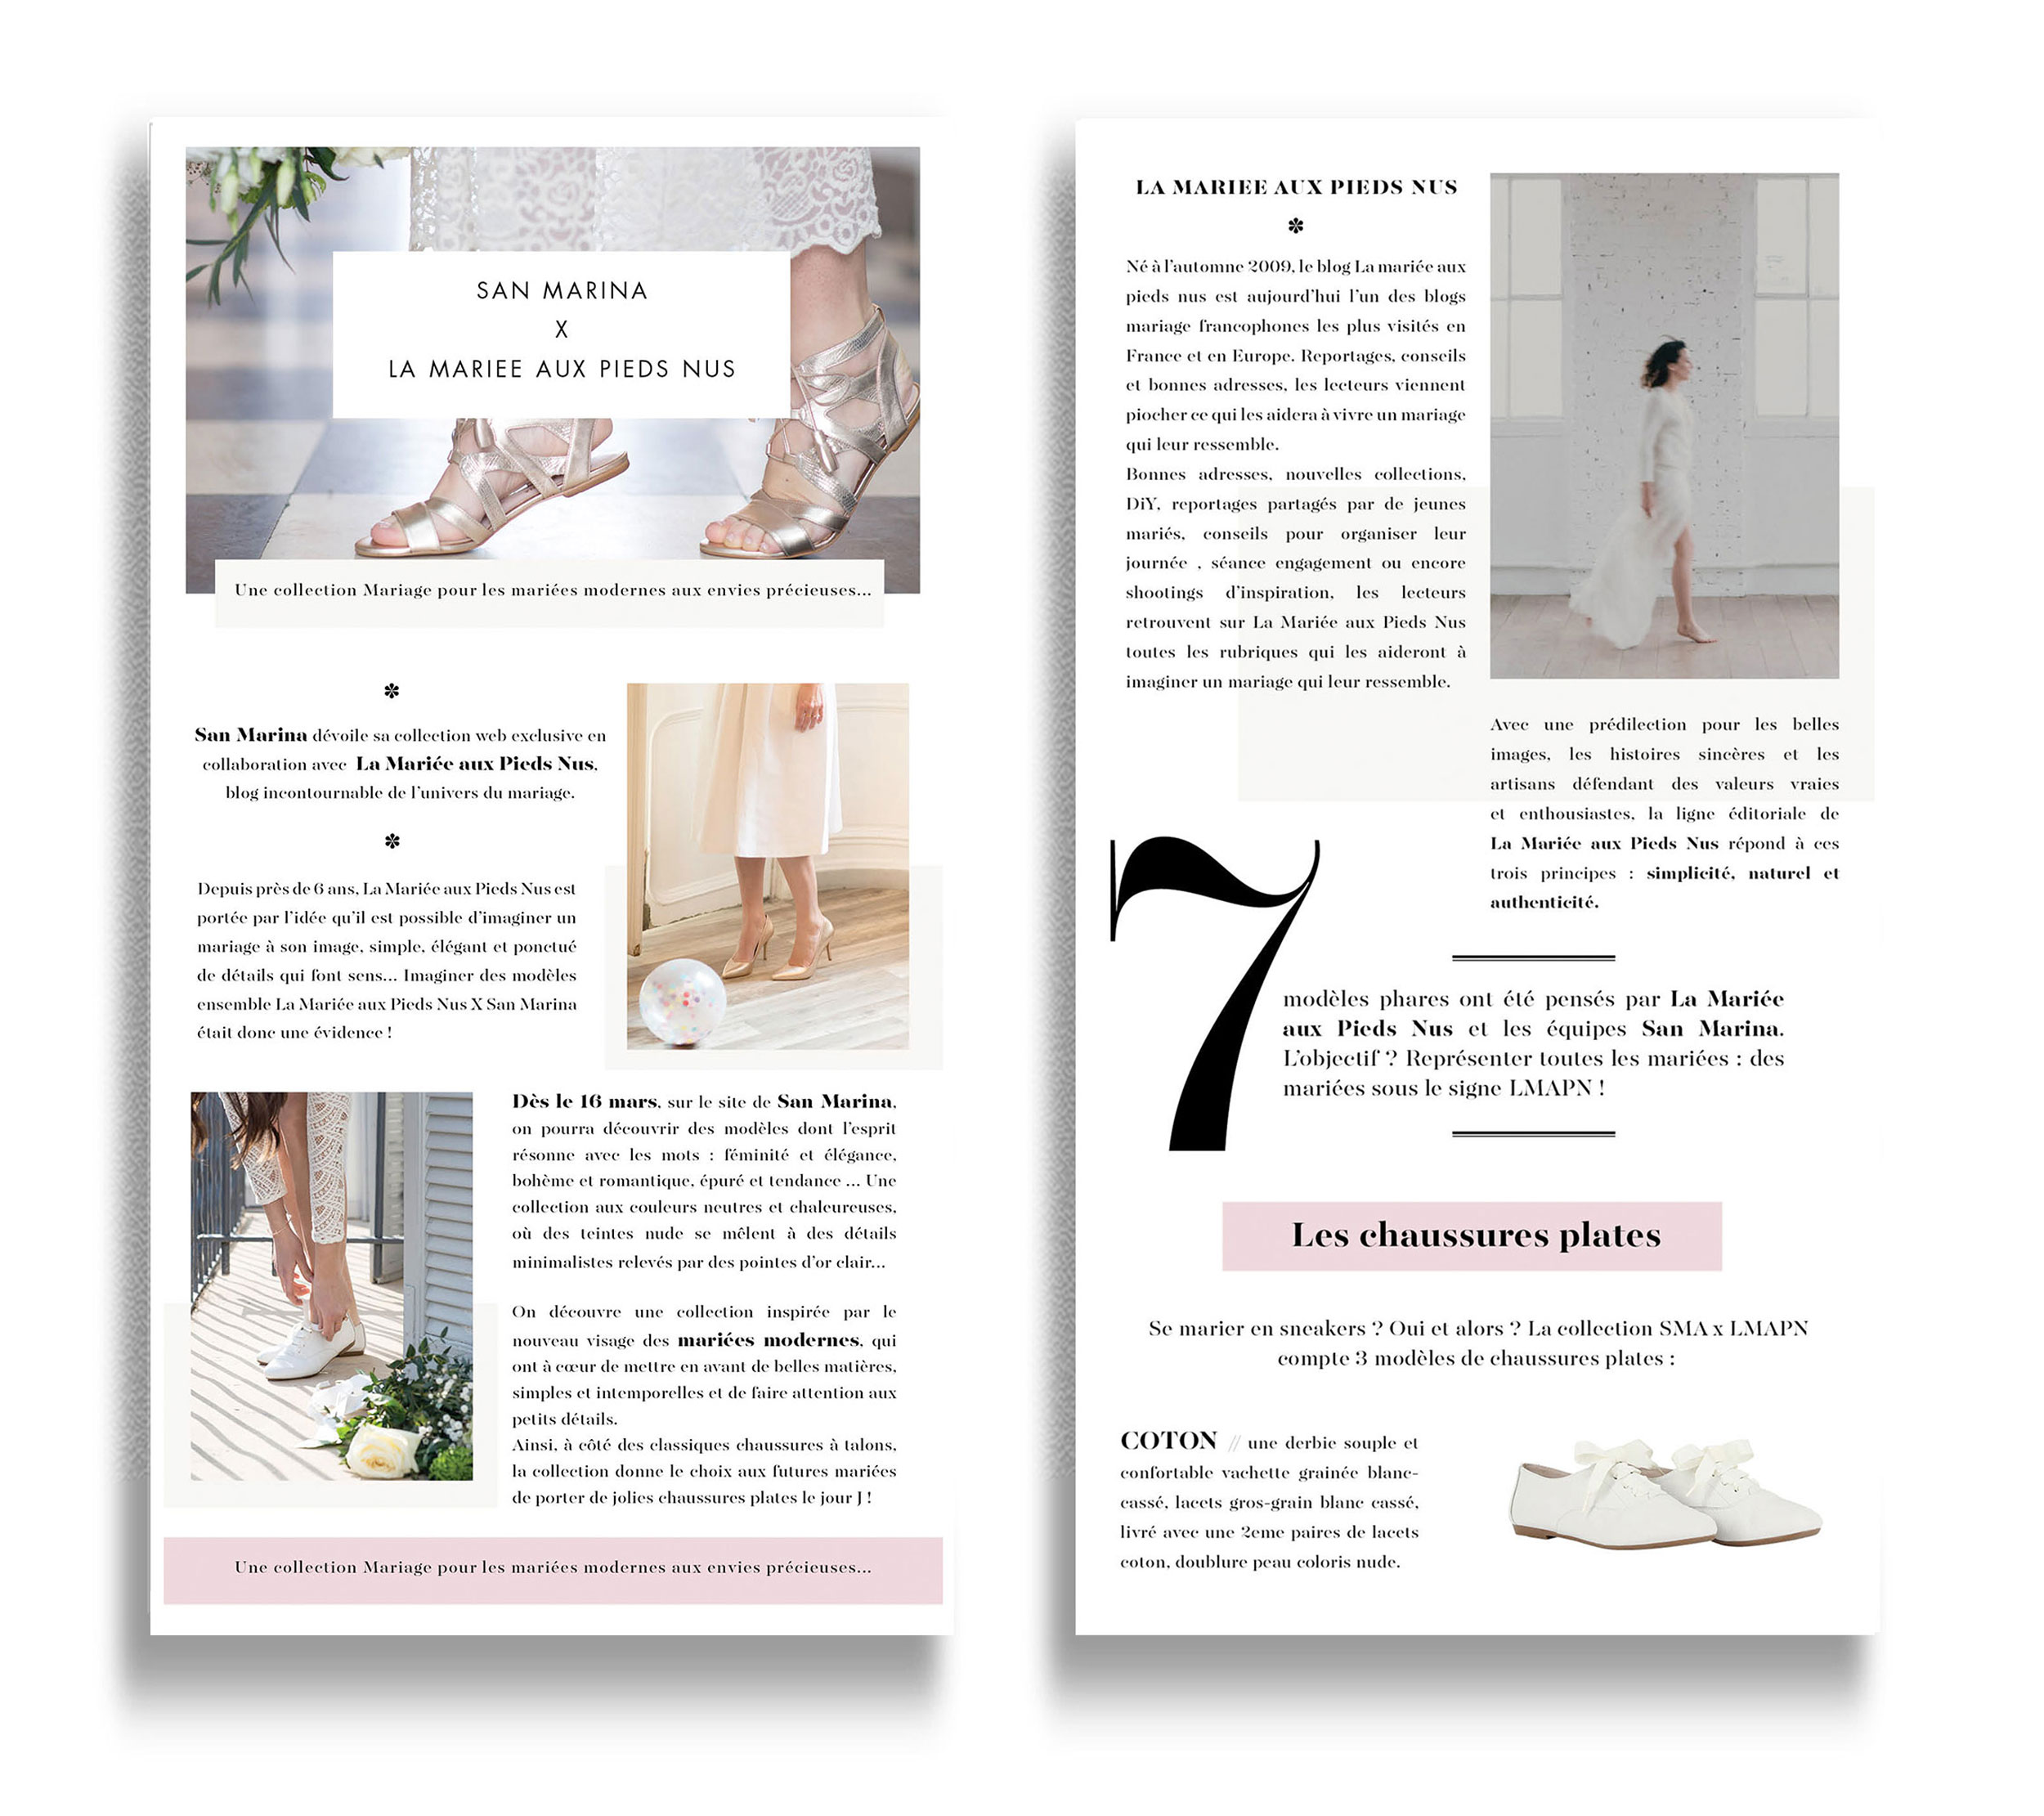 SAN MARINA
X
LA MARIEE AUX PIEDS NUS
Une collection Mariage pour les mariées modernes aux envies précieuses...
San Marina dévoile sa collection web exclusive en
collaboration avec La Mariée aux Pieds Nus,
blog incontournable de l'univers du mariage.
Depuis près de 6 ans, La Mariée aux Pieds Nus est
portée par l'idée qu'il est possible d'imaginer un
mariage à son image, simple, élégant et ponctué
de détails qui font sens... Imaginer des modèles
ensemble La Mariée aux Pieds Nus X San Marina
était donc une évidence !
Dès le 16 mars, sur le site de San Marina,
on pourra découvrir des modèles dont l'esprit
résonne avec les mots : féminité et élégance,
bohème et romantique, épuré et tendance ... Une
collection aux couleurs neutres et chaleureuses,
où des teintes nude se mêlent à des détails
minimalistes relevés par des pointes d'or clair...
On découvre une collection inspirée par le
nouveau visage des mariées modernes, qui
ont à cœur de mettre en avant de belles matières,
simples et intemporelles et de faire attention aux
petits détails.
Ainsi, à côté des classiques chaussures à talons,
la collection donne le choix aux futures mariées
de porter de jolies chaussures plates le jour J !
Une collection Mariage pour les mariées modernes aux envies précieuses...
LA MARIEE AUX PIEDS NUS
Né à l'automne 2009, le blog La mariée aux
pieds nus est aujourd'hui l'un des blogs
mariage francophones les plus visités en
France et en Europe. Reportages, conseils
et bonnes adresses, les lecteurs viennent
piocher ce qui les aidera à vivre un mariage
qui leur ressemble.
Bonnes adresses, nouvelles collections,
DiY, reportages partagés par de jeunes
mariés, conseils pour organiser leur
journée , séance engagement ou encore
shootings d'inspiration, les lecteurs
retrouvent sur La Mariée aux Pieds Nus
toutes les rubriques qui les aideront à
imaginer un mariage qui leur ressemble.
Avec une prédilection pour les belles
images, les histoires sincères et les
artisans défendant des valeurs vraies
et enthousiastes, la ligne éditoriale de
La Mariée aux Pieds Nus répond à ces
trois principes : simplicité, naturel et
authenticité.
7
modèles phares ont été pensés par La Mariée
aux Pieds Nus et les équipes San Marina.
L'objectif ? Représenter toutes les mariées : des
mariées sous le signe LMAPN !
Les chaussures plates
Se marier en sneakers ? Oui et alors ? La collection SMA x LMAPN
compte 3 modèles de chaussures plates :
COTON // une derbie souple et
confortable vachette grainée blanc-
cassé, lacets gros-grain blanc cassé,
livré avec une 2eme paires de lacets
coton, doublure peau coloris nude.